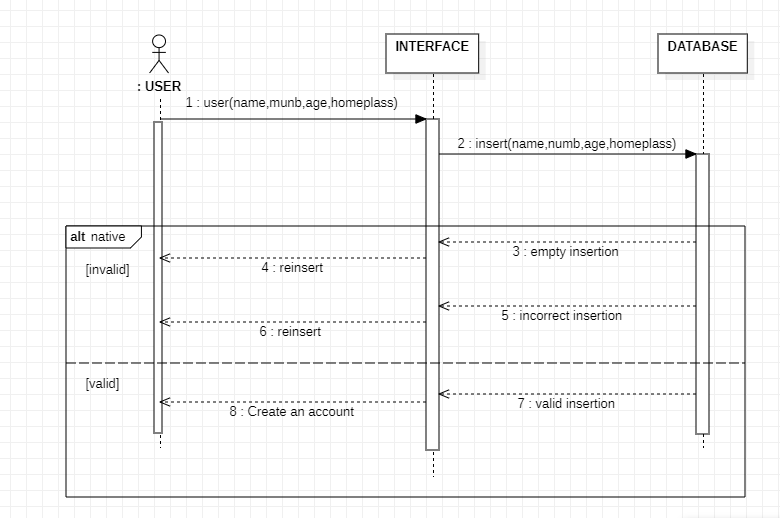 INTERFACE
DATABASE
: USER
1 : user(name,munb,age,homeplass)
2 : insert(name,numb,age,homeplass)
alt native
3 : empty insertion
4 : reinsert
[invalid]
5 : incorrect insertion
6 : reinsert
[valid]
7 : valid insertion
8 : Create an account